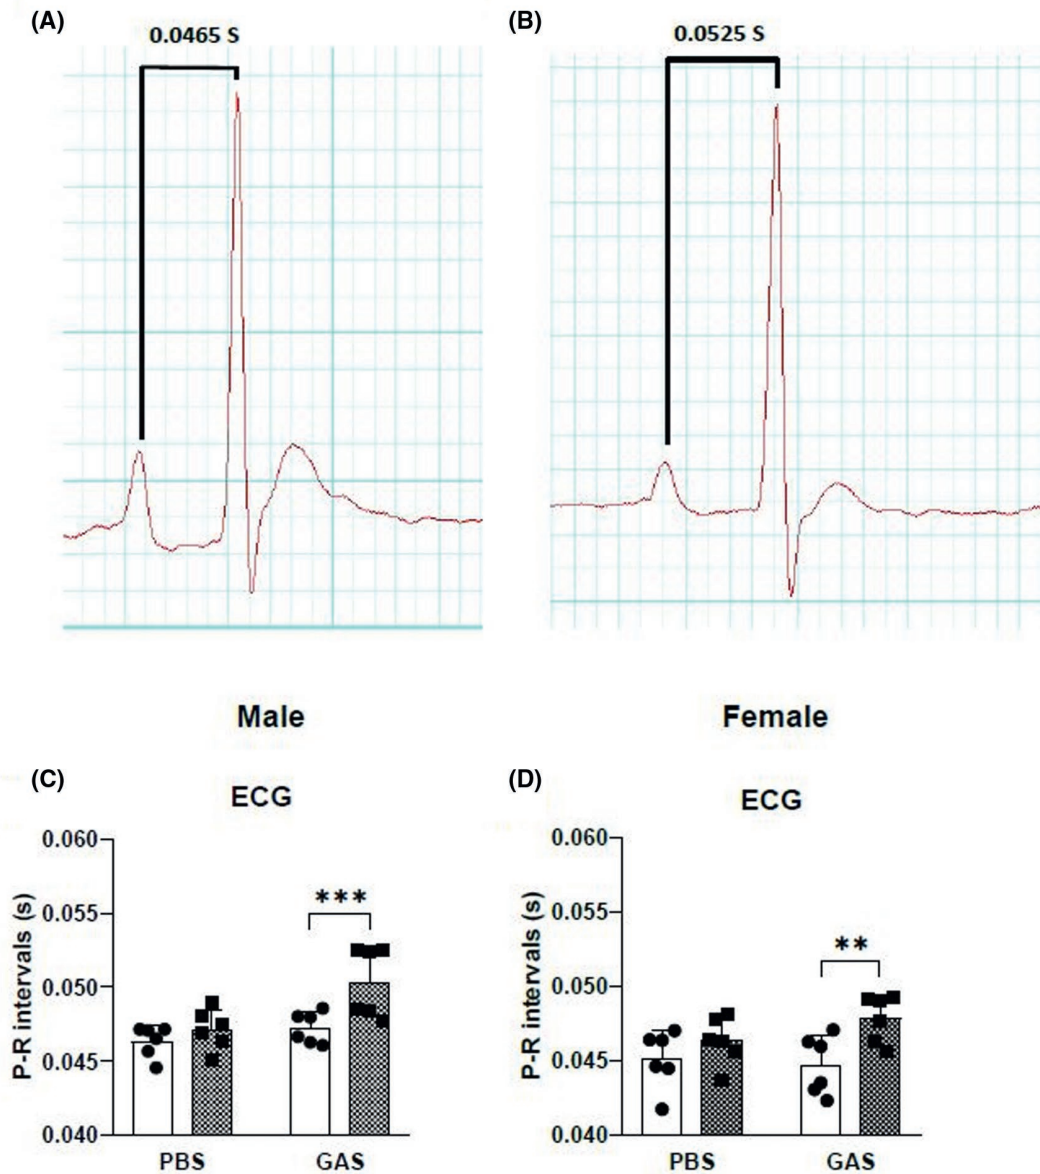 (A)
0.0465 S
(B)
0.0525 S
Male
Female
(C)
ECG
P-R intervals (s)
0.060
0.055
0.050
0.045
0.040
***
PBS
GAS
(D)
ECG
P-R intervals (s)
0.060
0.055
0.050
0.045
0.040
**
PBS
GAS